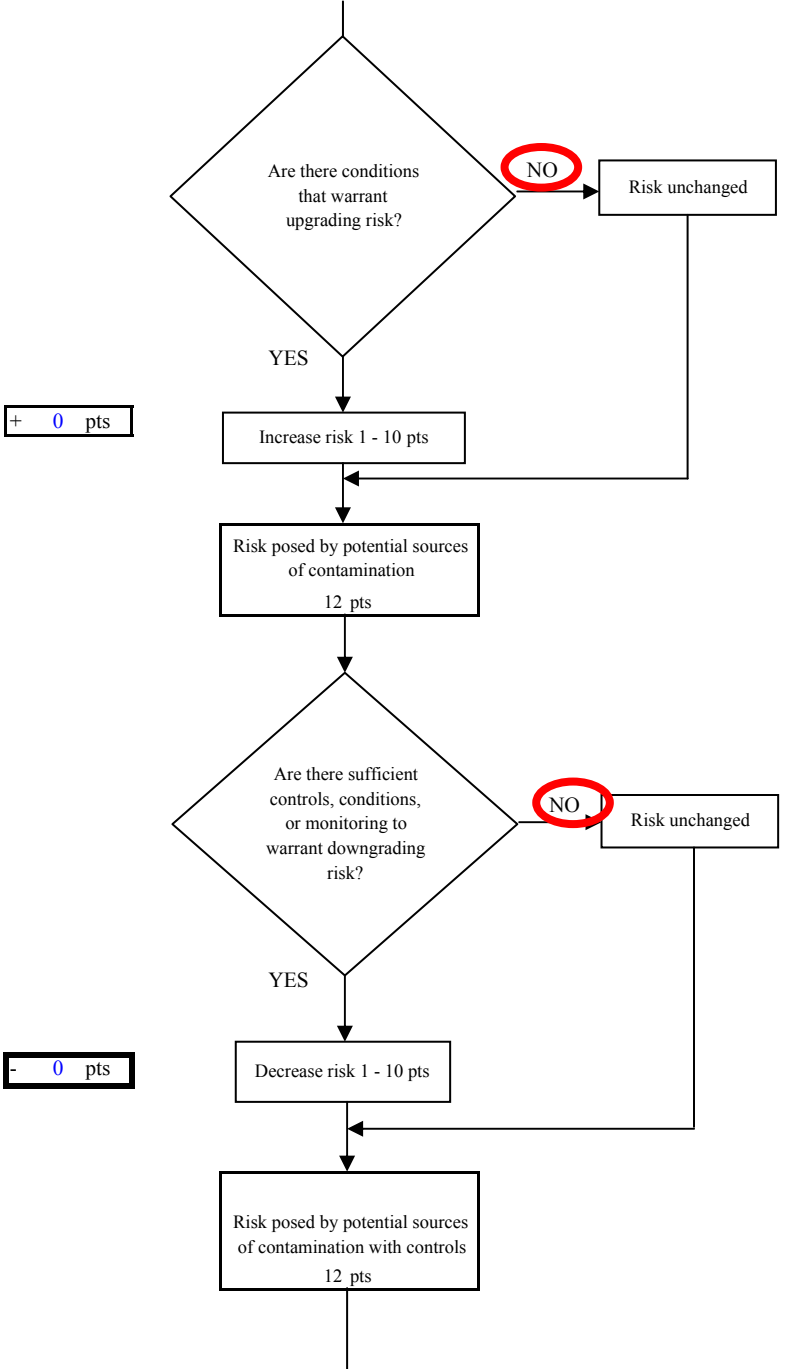 Are there conditions
that warrant
upgrading risk?
NO
Risk unchanged
YES
+ 0 pts
Increase risk 1 - 10 pts
Risk posed by potential sources
of contamination
12 pts
Are there sufficient
controls, conditions,
or monitoring to
warrant downgrading
risk?
NO
Risk unchanged
YES
- 0 pts
Decrease risk 1 - 10 pts
Risk posed by potential sources
of contamination with controls
12 pts